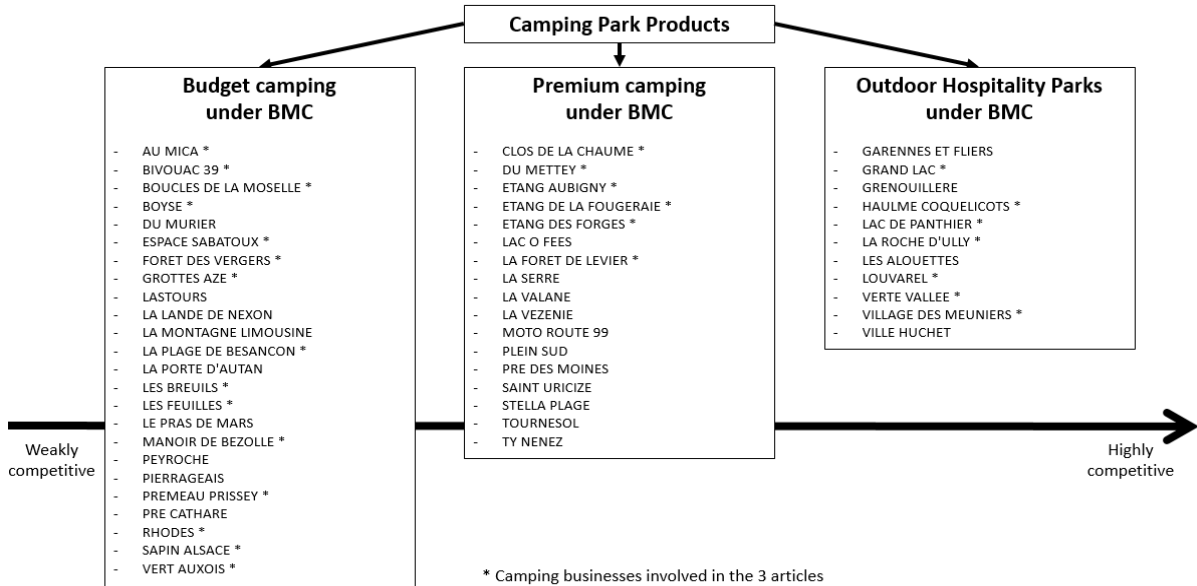 Camping Park Products
Budget camping
under BMC
- AU MICA *
- BIVOUAC 39 *
- BOUCLES DE LA MOSELLE *
- BOYSE *
- DU MURIER
- ESPACE SABATOUX *
- FORET DES VERGERS *
- GROTTES AZE *
- LASTOURS
- LA LANDE DE NEXON
- LA MONTAGNE LIMOUSINE
- LA PLAGE DE BESANCON *
- LA PORTE D'AUTAN
- LES BREUILS *
- LES FEUILLES *
- LE PRAS DE MARS
- MANOIR DE BEZOLLE *
- PEYROCHE
- PIERRAGEAIS
- PREMEAU PRISSEY *
- PRE CATHARE
- RHODES *
- SAPIN ALSACE *
- VERT AUXOIS *
Premium camping
under BMC
- CLOS DE LA CHAUME *
- DU METTEY *
- ETANG AUBIGNY *
- ETANG DE LA FOUGERAIE *
- ETANG DES FORGES *
- LAC O FEES
- LA FORET DE LEVIER *
- LA SERRE
- LA VALANE
- LA VEZENIE
- MOTO ROUTE 99
- PLEIN SUD
- PRE DES MOINES
- SAINT URICIZE
- STELLA PLAGE
- TOURNESOL
- TY NENEZ
Outdoor Hospitality Parks
under BMC
- GARENNES ET FLIERS
- GRAND LAC *
- GRENOUILLERE
- HAULME COQUELICOTS *
- LAC DE PANTHIER *
- LA ROCHE D'ULLY *
- LES ALOUETTES
- LOUVAREL *
- VERTE VALLEE *
- VILLAGE DES MEUNIERS *
- VILLE HUCHET
Weakly
competitive
Highly
competitive
* Camping businesses involved in the 3 articles